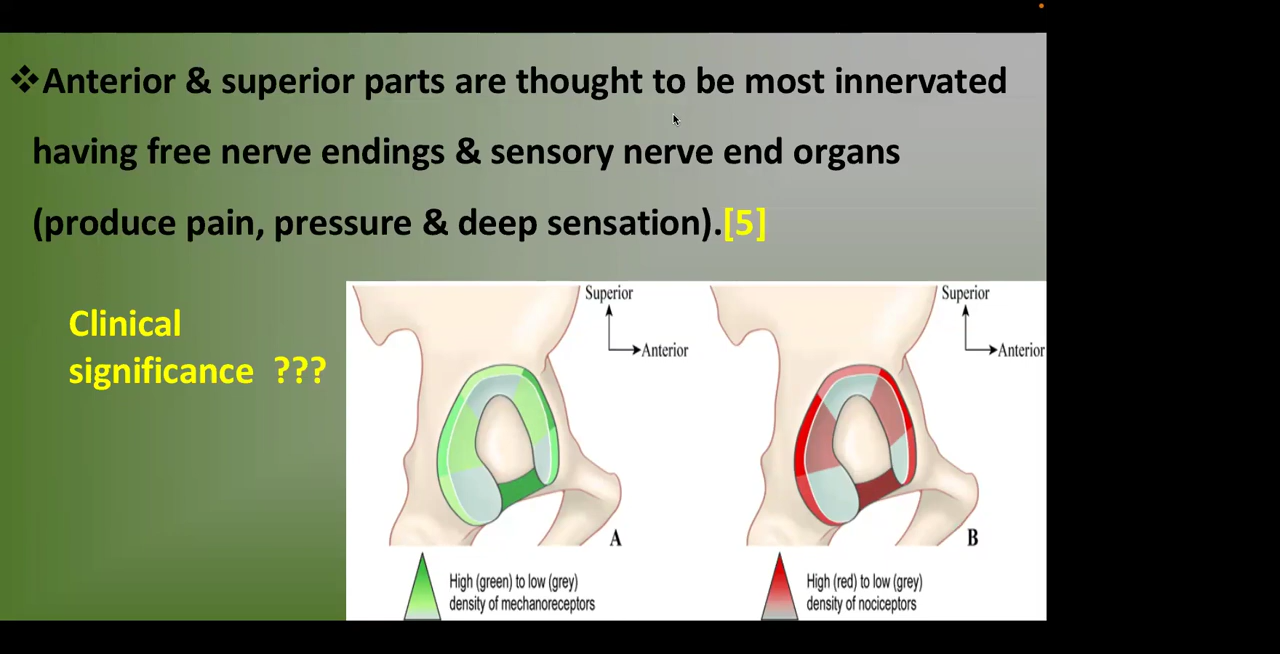 ❖Anterior & superior parts are thought to be most innervated
having free nerve endings & sensory nerve end organs
(produce pain, pressure & deep sensation).[5]
Clinical
significance ???
Superior
Anterior
A
High (green) to low (grey)
density of mechanoreceptors
Superior
Anterior
B
High (red) to low (grey)
density of nociceptors